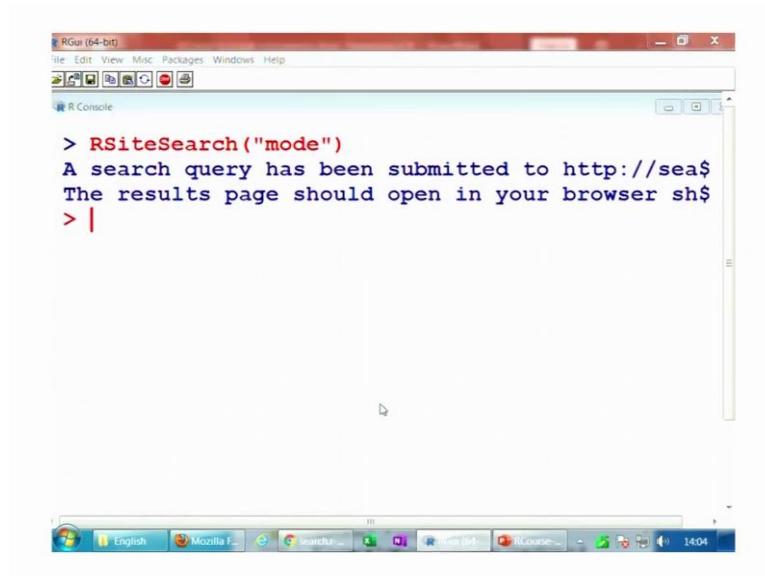 RGui (64-bit)
File Edit View Misc Packages Windows Help
R Console
> RSiteSearch("mode")
A search query has been submitted to http://sea$
The results page should open in your browser sh$
>
English Mozilla F... RCourse-... 14:04